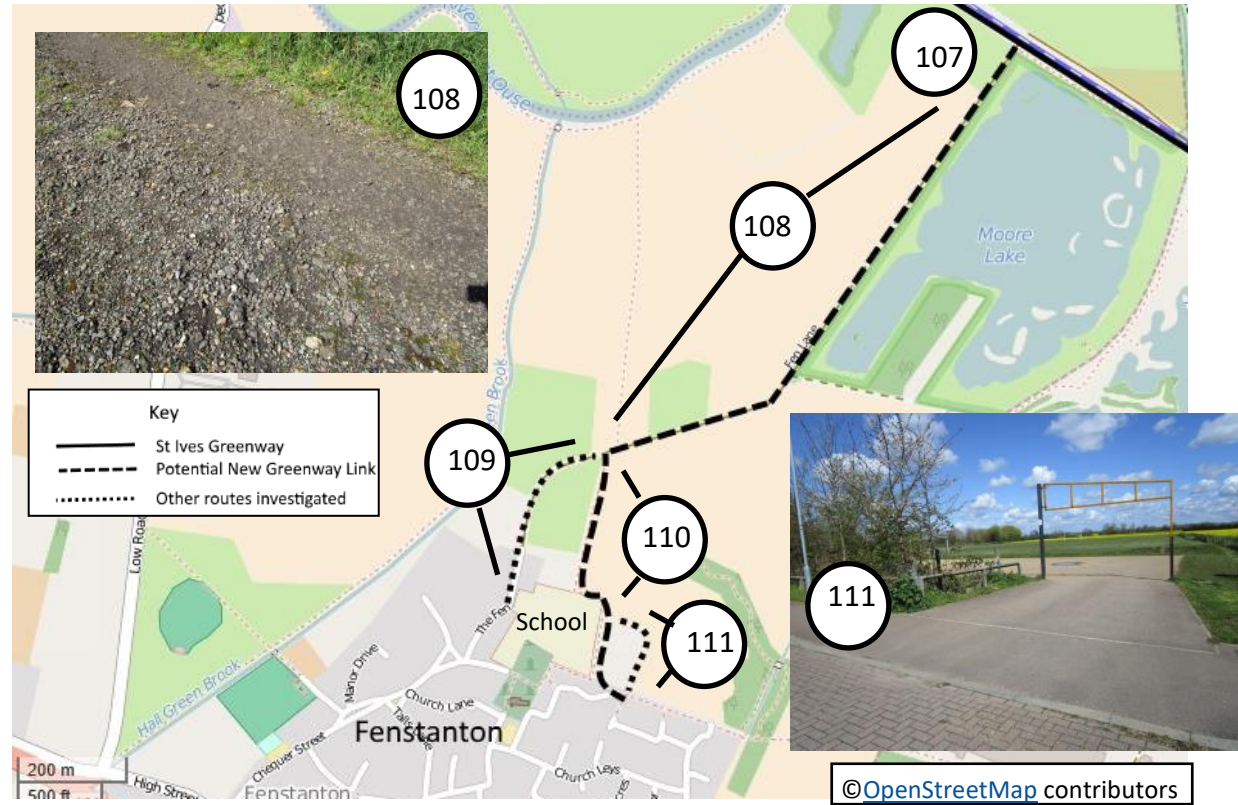 108
107
108
Moore
Lake
Fen Lane
Key
St Ives Greenway
Potential New Greenway Link
Other routes investigated
109
110
111
111
School
The Fen
Low Road
Manor Drive
Hall Green Brook
Church Lane
Fenstanton
Chequer Street
Church Leys
Fenstanton
High Street
200 m
500 ft
©OpenStreetMap contributors